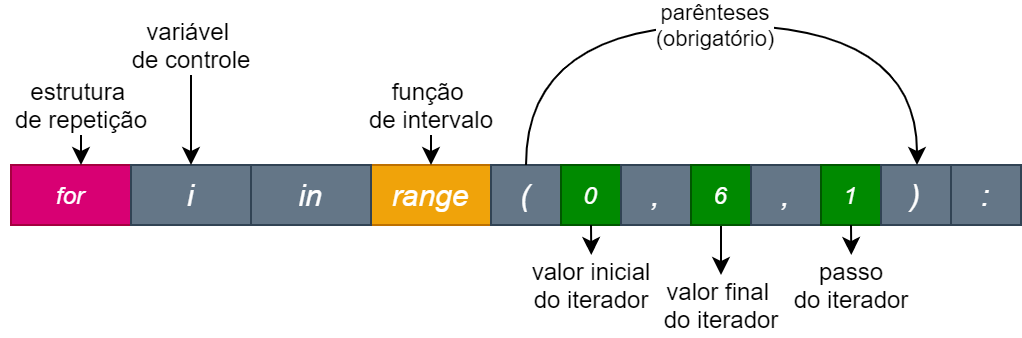 parênteses
(obrigatório)
variável
de controle
estrutura
de repetição
função
de intervalo
for i in range ( 0 , 6 , 1 ) :
valor inicial
do iterador
valor final
do iterador
passo
do iterador